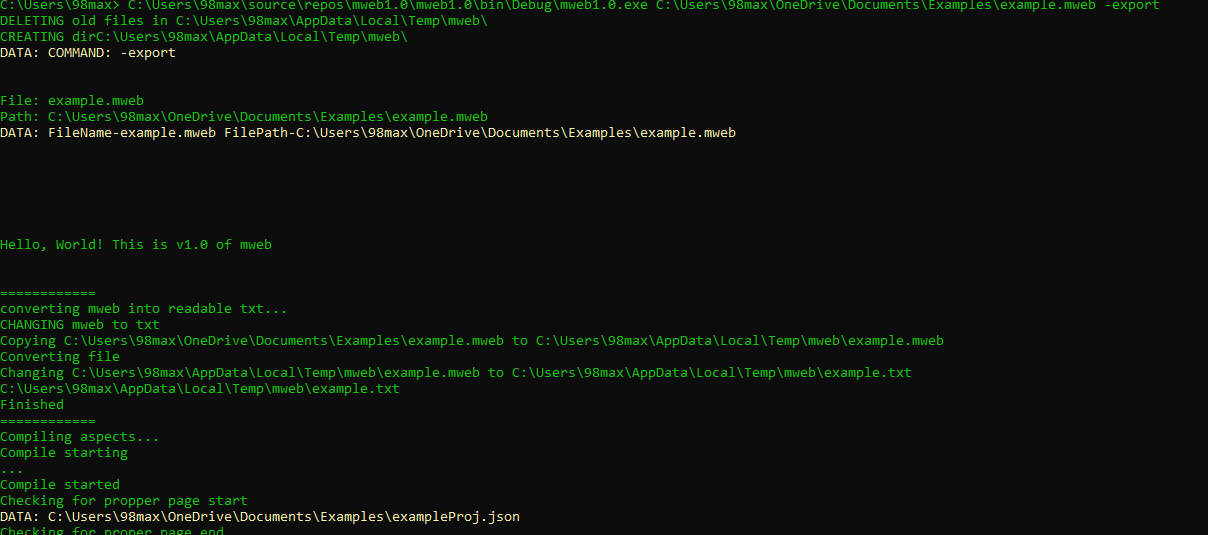 C:\Users\98max> C:\Users\98max\source\repos\mweb1.0\mweb1.0\bin\Debug\mweb1.0.exe C:\Users\98max\OneDrive\Documents\Examples\example.mweb -export
DELETING old files in C:\Users\98max\AppData\Local\Temp\mweb\
CREATING dirC:\Users\98max\AppData\Local\Temp\mweb\
DATA: COMMAND: -export
File: example.mweb
Path: C:\Users\98max\OneDrive\Documents\Examples\example.mweb
DATA: FileName-example.mweb FilePath-C:\Users\98max\OneDrive\Documents\Examples\example.mweb
Hello, World! This is v1.0 of mweb
============
converting mweb into readable txt...
CHANGING mweb to txt
Copying C:\Users\98max\OneDrive\Documents\Examples\example.mweb to C:\Users\98max\AppData\Local\Temp\mweb\example.mweb
Converting file
Changing C:\Users\98max\AppData\Local\Temp\mweb\example.mweb to C:\Users\98max\AppData\Local\Temp\mweb\example.txt
C:\Users\98max\AppData\Local\Temp\mweb\example.txt
Finished
============
Compiling aspects...
Compile starting
...
Compile started
Checking for propper page start
DATA: C:\Users\98max\OneDrive\Documents\Examples\exampleProj.json
Checking for proper page end